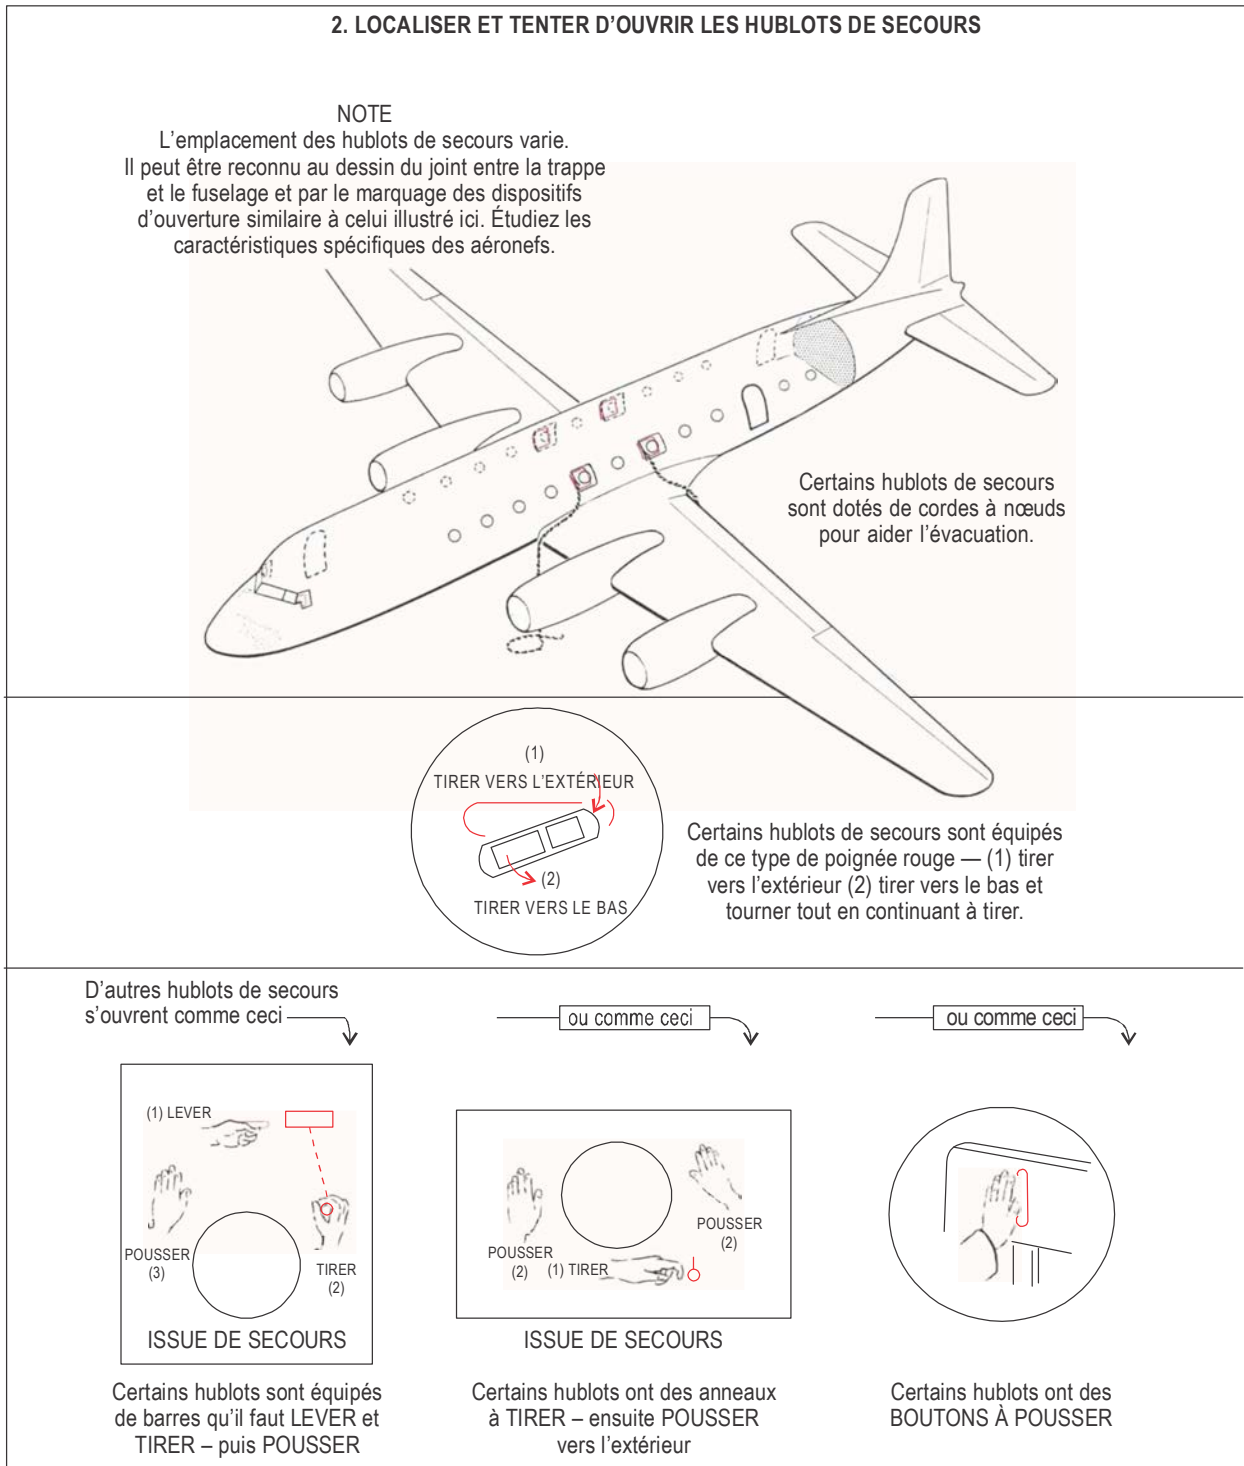 2. LOCALISER ET TENTER D’OUVRIR LES HUBLOTS DE SECOURS
NOTE
L’emplacement des hublots de secours varie.
Il peut être reconnu au dessin du joint entre la trappe
et le fuselage et par le marquage des dispositifs
d’ouverture similaire à celui illustré ici. Étudiez les
caractéristiques spécifiques des aéronefs.
Certains hublots de secours
sont dotés de cordes à nœuds
pour aider l’évacuation.
(1)
TIRER VERS L’EXTÉRIEUR
(2)
TIRER VERS LE BAS
Certains hublots de secours sont équipés
de ce type de poignée rouge — (1) tirer
vers l’extérieur (2) tirer vers le bas et
tourner tout en continuant à tirer.
D’autres hublots de secours
s’ouvrent comme ceci
(1) LEVER
POUSSER
(3)
TIRER
(2)
ISSUE DE SECOURS
Certains hublots sont équipés
de barres qu’il faut LEVER et
TIRER – puis POUSSER
ou comme ceci
POUSSER
(2)
(1) TIRER
POUSSER
(2)
ISSUE DE SECOURS
Certains hublots ont des anneaux
à TIRER – ensuite POUSSER
vers l’extérieur
ou comme ceci
Certains hublots ont des
BOUTONS À POUSSER